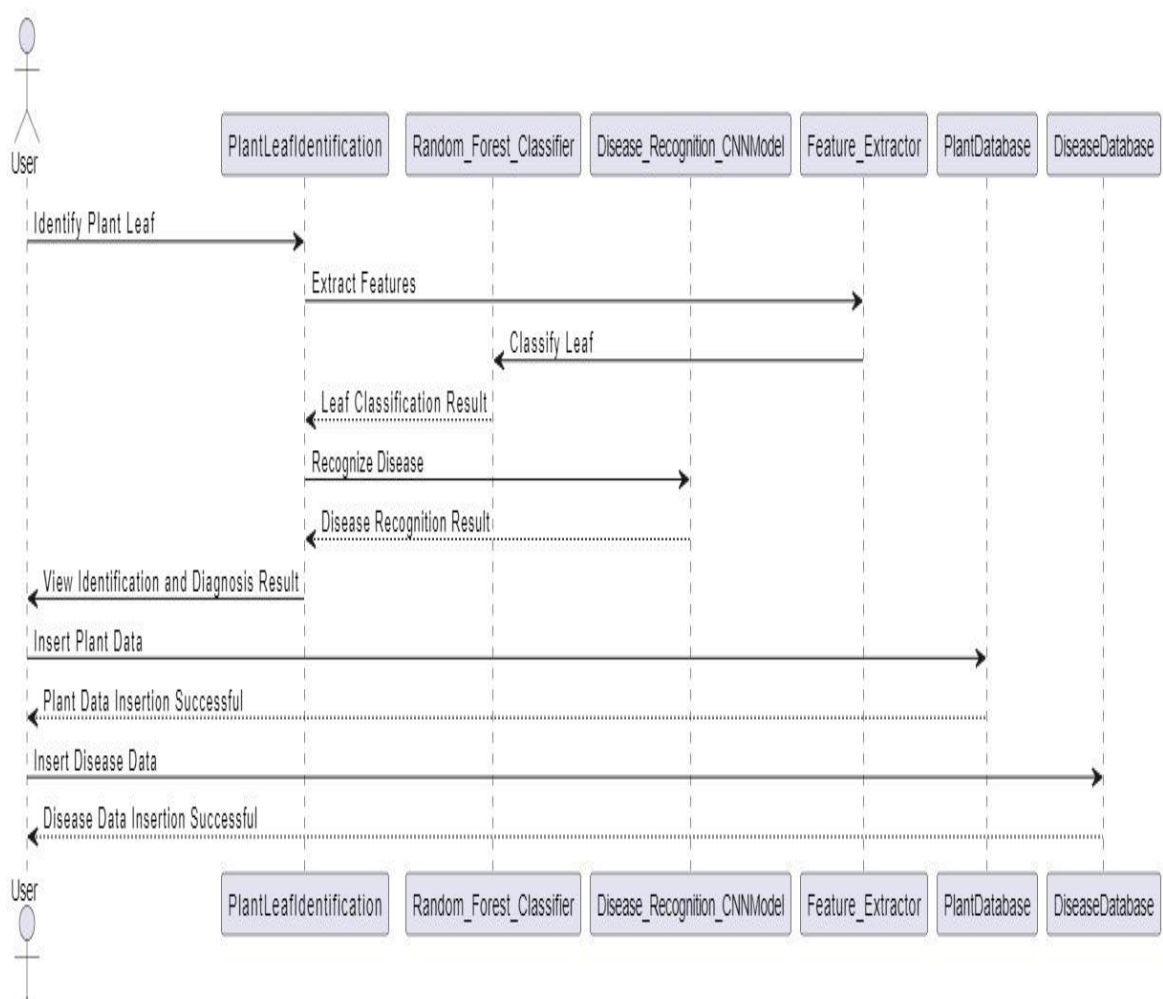 User
PlantLeafIdentification
Random_Forest_Classifier
Disease_Recognition_CNNModel
Feature_Extractor
PlantDatabase
DiseaseDatabase
Identify Plant Leaf
Extract Features
Classify Leaf
Leaf Classification Result
Recognize Disease
Disease Recognition Result
View Identification and Diagnosis Result
Insert Plant Data
Plant Data Insertion Successful
Insert Disease Data
Disease Data Insertion Successful
User
PlantLeafIdentification
Random_Forest_Classifier
Disease_Recognition_CNNModel
Feature_Extractor
PlantDatabase
DiseaseDatabase